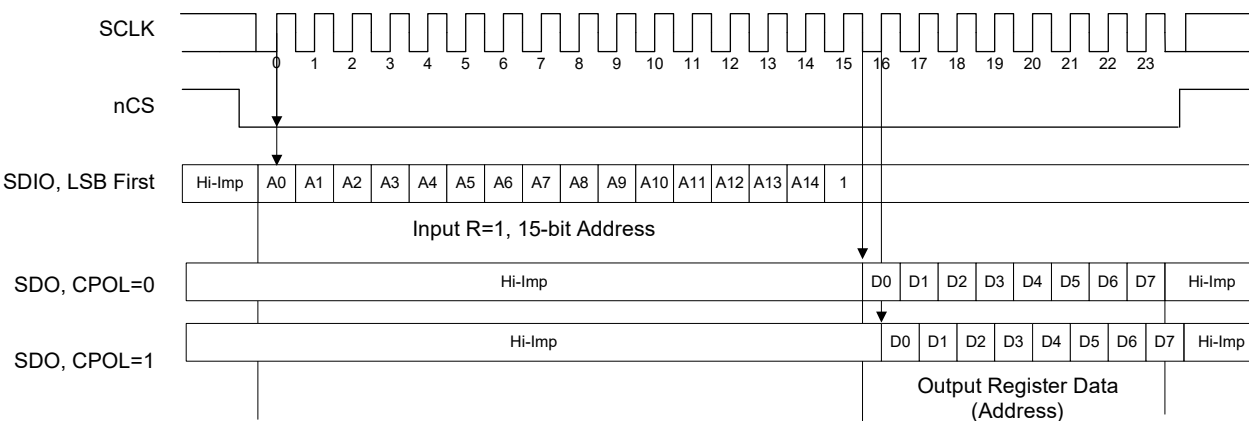 SCLK
0 1 2 3 4 5 6 7 8 9 10 11 12 13 14 15 16 17 18 19 20 21 22 23
nCS
SDIO, LSB First Hi-Imp A0 A1 A2 A3 A4 A5 A6 A7 A8 A9 A10 A11 A12 A13 A14 1
Input R=1, 15-bit Address
SDO, CPOL=0 Hi-Imp D0 D1 D2 D3 D4 D5 D6 D7 Hi-Imp
SDO, CPOL=1 Hi-Imp D0 D1 D2 D3 D4 D5 D6 D7 Hi-Imp
Output Register Data
(Address)